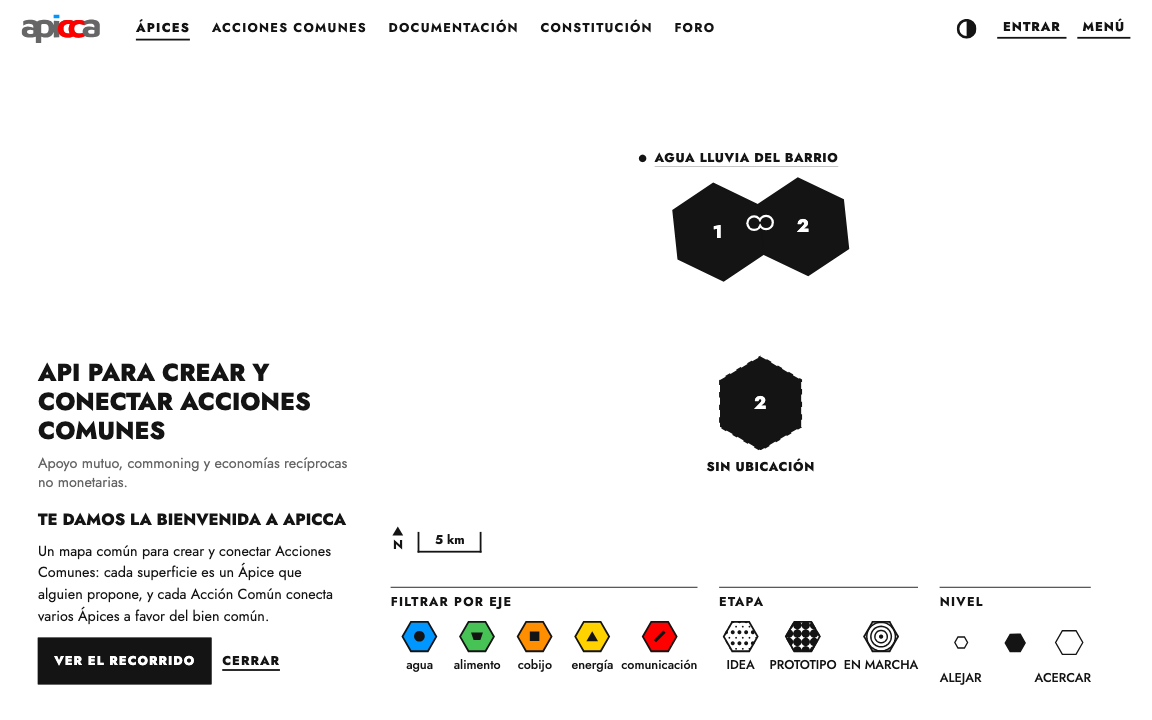 apicca
ÁPICES
ACCIONES COMUNES
DOCUMENTACIÓN
CONSTITUCIÓN
FORO
ENTRAR
MENÚ
AGUA LLUVIA DEL BARRIO
1
2
2
SIN UBICACIÓN
API PARA CREAR Y
CONECTAR ACCIONES
COMUNES
Apoyo mutuo, commoning y economías recíprocas
no monetarias.
TE DAMOS LA BIENVENIDA A APICCA
Un mapa común para crear y conectar Acciones
Comunes: cada superficie es un Ápice que
alguien propone, y cada Acción Común conecta
varios Ápices a favor del bien común.
VER EL RECORRIDO
CERRAR
N
5 km
FILTRAR POR EJE
agua
alimento
cobijo
energía
comunicación
ETAPA
IDEA
PROTOTIPO
EN MARCHA
NIVEL
ALEJAR
ACERCAR